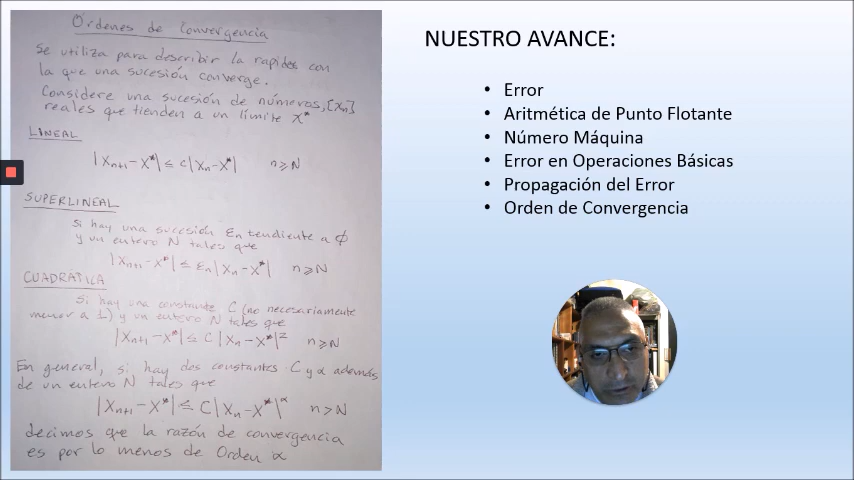 Ordenes de Convergencia
Se utiliza para describir la rapides con
la que una sucesión converge.
Considere una sucesión de números, [Xn]
reales que tienden a un límite X*
LINEAL
|Xn+1 - X*| ≤ C|Xn - X*| n ≥ N
SUPERLINEAL
Si hay una sucesión En tendiente a ϕ
y un entero N tales que
|Xn+1 - X*| ≤ En|Xn - X*| n ≥ N
CUADRÁTICA
Si hay una constante C (no necesariamente
menor a 1) y un entero N tales que
|Xn+1 - X*| ≤ C |Xn - X*|² n ≥ N
En general, si hay dos constantes C y α además
de un entero N tales que
|Xn+1 - X*| ≤ C|Xn - X*|^α n > N
decimos que la razón de convergencia
es por lo menos de Orden α
NUESTRO AVANCE:
• Error
• Aritmética de Punto Flotante
• Número Máquina
• Error en Operaciones Básicas
• Propagación del Error
• Orden de Convergencia